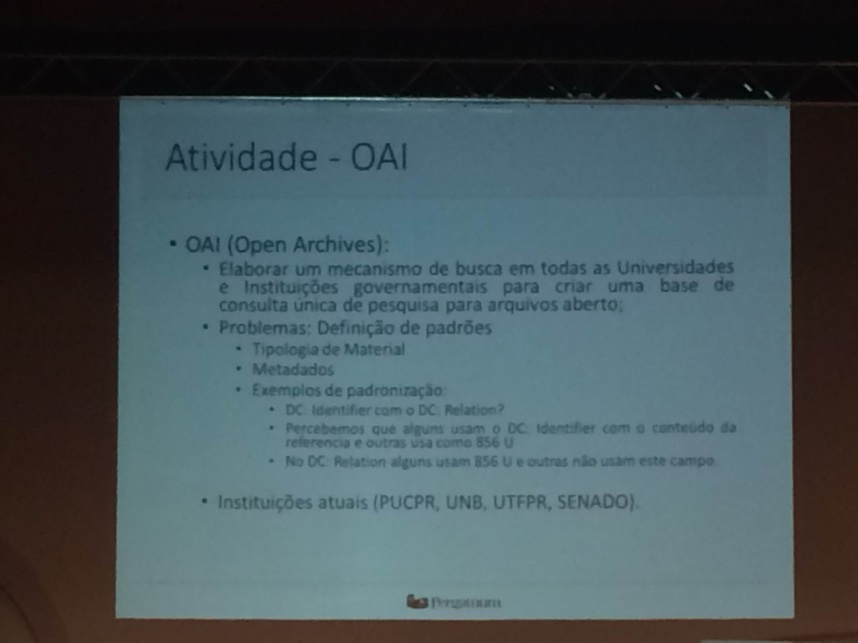 Atividade - OAI
• OAI (Open Archives):
• Elaborar um mecanismo de busca em todas as Universidades
e Instituições governamentais para criar uma base de
consulta única de pesquisa para arquivos aberto;
• Problemas: Definição de padrões
• Tipologia de Material
• Metadados
• Exemplos de padronização:
• DC: Identifier com o DC: Relation?
• Percebemos que alguns usam o DC: Identifier com o conteúdo da
referencia e outras usa como 856 U
• No DC: Relation alguns usam 856 U e outras não usam este campo.
• Instituições atuais (PUCPR, UNB, UTFPR, SENADO).
Pergamum